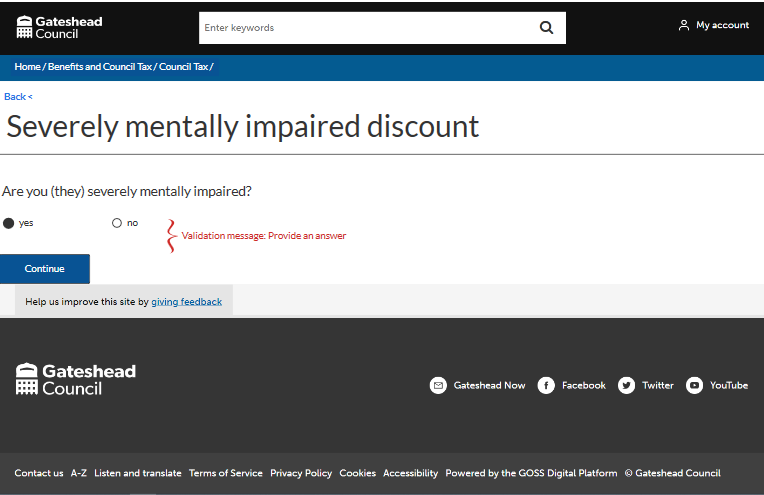 Gateshead
Council
Enter keywords
My account
Home / Benefits and Council Tax / Council Tax /
Back <
Severely mentally impaired discount
Are you (they) severely mentally impaired?
yes no
Validation message: Provide an answer
Continue
Help us improve this site by giving feedback
Gateshead
Council
Gateshead Now Facebook Twitter YouTube
Contact us A-Z Listen and translate Terms of Service Privacy Policy Cookies Accessibility Powered by the GOSS Digital Platform © Gateshead Council